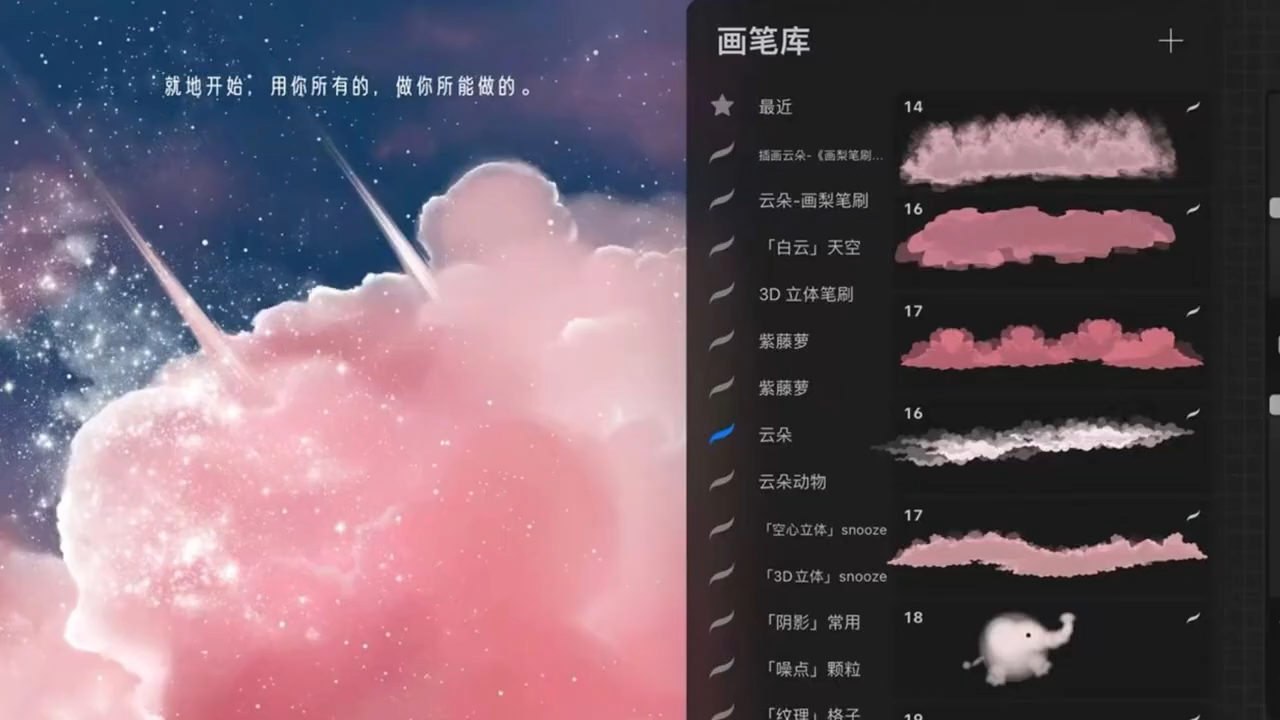 就地开始，用你所有的，做你所能做的。
画笔库
最近
插画云朵-《画梨笔刷...
云朵-画梨笔刷
「白云」天空
3D 立体笔刷
紫藤萝
紫藤萝
云朵
云朵动物
「空心立体」snooze
「3D立体」snooze
「阴影」常用
「噪点」颗粒
「纹理」格子
14
16
17
16
17
18
19